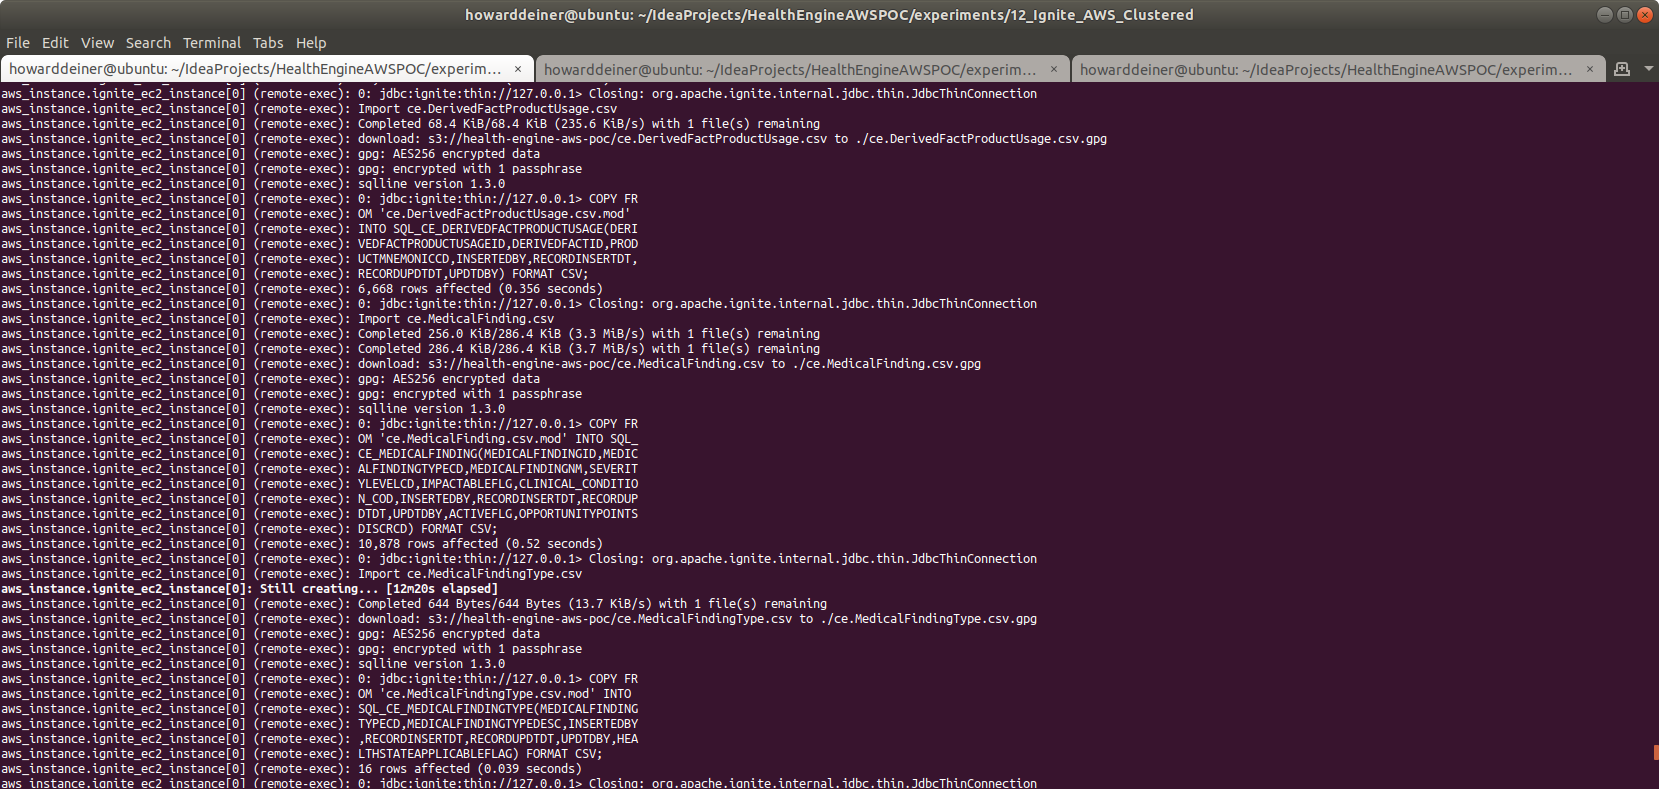 howarddeiner@ubuntu: ~/IdeaProjects/HealthEngineAWSPOC/experiments/12_Ignite_AWS_Clustered
File Edit View Search Terminal Tabs Help
howarddeiner@ubuntu: ~/IdeaProjects/HealthEngineAWSPOC/experim... × howarddeiner@ubuntu: ~/IdeaProjects/HealthEngineAWSPOC/experim... × howarddeiner@ubuntu: ~/IdeaProjects/HealthEngineAWSPOC/experim... ×
aws_instance.ignite_ec2_instance[0] (remote-exec): 0: jdbc:ignite:thin://127.0.0.1> Closing: org.apache.ignite.internal.jdbc.thin.JdbcThinConnection
aws_instance.ignite_ec2_instance[0] (remote-exec): Import ce.DerivedFactProductUsage.csv
aws_instance.ignite_ec2_instance[0] (remote-exec): Completed 68.4 KiB/68.4 KiB (235.6 KiB/s) with 1 file(s) remaining
aws_instance.ignite_ec2_instance[0] (remote-exec): download: s3://health-engine-aws-poc/ce.DerivedFactProductUsage.csv to ./ce.DerivedFactProductUsage.csv.gpg
aws_instance.ignite_ec2_instance[0] (remote-exec): gpg: AES256 encrypted data
aws_instance.ignite_ec2_instance[0] (remote-exec): gpg: encrypted with 1 passphrase
aws_instance.ignite_ec2_instance[0] (remote-exec): sqlline version 1.3.0
aws_instance.ignite_ec2_instance[0] (remote-exec): 0: jdbc:ignite:thin://127.0.0.1> COPY FR
aws_instance.ignite_ec2_instance[0] (remote-exec): OM 'ce.DerivedFactProductUsage.csv.mod'
aws_instance.ignite_ec2_instance[0] (remote-exec): INTO SQL_CE_DERIVEDFACTPRODUCTUSAGE(DERI
aws_instance.ignite_ec2_instance[0] (remote-exec): VEDFACTPRODUCTUSAGEID,DERIVEDFACTID,PROD
aws_instance.ignite_ec2_instance[0] (remote-exec): UCTMNEMONICCD,INSERTEDBY,RECORDINSERTDT,
aws_instance.ignite_ec2_instance[0] (remote-exec): RECORDUPDTDT,UPDTDBY) FORMAT CSV;
aws_instance.ignite_ec2_instance[0] (remote-exec): 6,668 rows affected (0.356 seconds)
aws_instance.ignite_ec2_instance[0] (remote-exec): 0: jdbc:ignite:thin://127.0.0.1> Closing: org.apache.ignite.internal.jdbc.thin.JdbcThinConnection
aws_instance.ignite_ec2_instance[0] (remote-exec): Import ce.MedicalFinding.csv
aws_instance.ignite_ec2_instance[0] (remote-exec): Completed 256.0 KiB/286.4 KiB (3.3 MiB/s) with 1 file(s) remaining
aws_instance.ignite_ec2_instance[0] (remote-exec): Completed 286.4 KiB/286.4 KiB (3.7 MiB/s) with 1 file(s) remaining
aws_instance.ignite_ec2_instance[0] (remote-exec): download: s3://health-engine-aws-poc/ce.MedicalFinding.csv to ./ce.MedicalFinding.csv.gpg
aws_instance.ignite_ec2_instance[0] (remote-exec): gpg: AES256 encrypted data
aws_instance.ignite_ec2_instance[0] (remote-exec): gpg: encrypted with 1 passphrase
aws_instance.ignite_ec2_instance[0] (remote-exec): sqlline version 1.3.0
aws_instance.ignite_ec2_instance[0] (remote-exec): 0: jdbc:ignite:thin://127.0.0.1> COPY FR
aws_instance.ignite_ec2_instance[0] (remote-exec): OM 'ce.MedicalFinding.csv.mod' INTO SQL_
aws_instance.ignite_ec2_instance[0] (remote-exec): CE_MEDICALFINDING(MEDICALFINDINGID,MEDIC
aws_instance.ignite_ec2_instance[0] (remote-exec): ALFINDINGTYPECD,MEDICALFINDINGNM,SEVERIT
aws_instance.ignite_ec2_instance[0] (remote-exec): YLEVELCD,IMPACTABLEFLG,CLINICAL_CONDITIO
aws_instance.ignite_ec2_instance[0] (remote-exec): N_COD,INSERTEDBY,RECORDINSERTDT,RECORDUP
aws_instance.ignite_ec2_instance[0] (remote-exec): DTDT,UPDTDBY,ACTIVEFLG,OPPORTUNITYPOINTS
aws_instance.ignite_ec2_instance[0] (remote-exec): DISCRCD) FORMAT CSV;
aws_instance.ignite_ec2_instance[0] (remote-exec): 10,878 rows affected (0.52 seconds)
aws_instance.ignite_ec2_instance[0] (remote-exec): 0: jdbc:ignite:thin://127.0.0.1> Closing: org.apache.ignite.internal.jdbc.thin.JdbcThinConnection
aws_instance.ignite_ec2_instance[0] (remote-exec): Import ce.MedicalFindingType.csv
aws_instance.ignite_ec2_instance[0]: Still creating... [12m20s elapsed]
aws_instance.ignite_ec2_instance[0] (remote-exec): Completed 644 Bytes/644 Bytes (13.7 KiB/s) with 1 file(s) remaining
aws_instance.ignite_ec2_instance[0] (remote-exec): download: s3://health-engine-aws-poc/ce.MedicalFindingType.csv to ./ce.MedicalFindingType.csv.gpg
aws_instance.ignite_ec2_instance[0] (remote-exec): gpg: AES256 encrypted data
aws_instance.ignite_ec2_instance[0] (remote-exec): gpg: encrypted with 1 passphrase
aws_instance.ignite_ec2_instance[0] (remote-exec): sqlline version 1.3.0
aws_instance.ignite_ec2_instance[0] (remote-exec): 0: jdbc:ignite:thin://127.0.0.1> COPY FR
aws_instance.ignite_ec2_instance[0] (remote-exec): OM 'ce.MedicalFindingType.csv.mod' INTO
aws_instance.ignite_ec2_instance[0] (remote-exec): SQL_CE_MEDICALFINDINGTYPE(MEDICALFINDING
aws_instance.ignite_ec2_instance[0] (remote-exec): TYPECD,MEDICALFINDINGTYPEDESC,INSERTEDBY
aws_instance.ignite_ec2_instance[0] (remote-exec): ,RECORDINSERTDT,RECORDUPDTDT,UPDTDBY,HEA
aws_instance.ignite_ec2_instance[0] (remote-exec): LTHSTATEAPPLICABLEFLAG) FORMAT CSV;
aws_instance.ignite_ec2_instance[0] (remote-exec): 16 rows affected (0.039 seconds)
aws_instance.ignite_ec2_instance[0] (remote-exec): 0: jdbc:ignite:thin://127.0.0.1> Closing: org.apache.ignite.internal.jdbc.thin.JdbcThinConnection